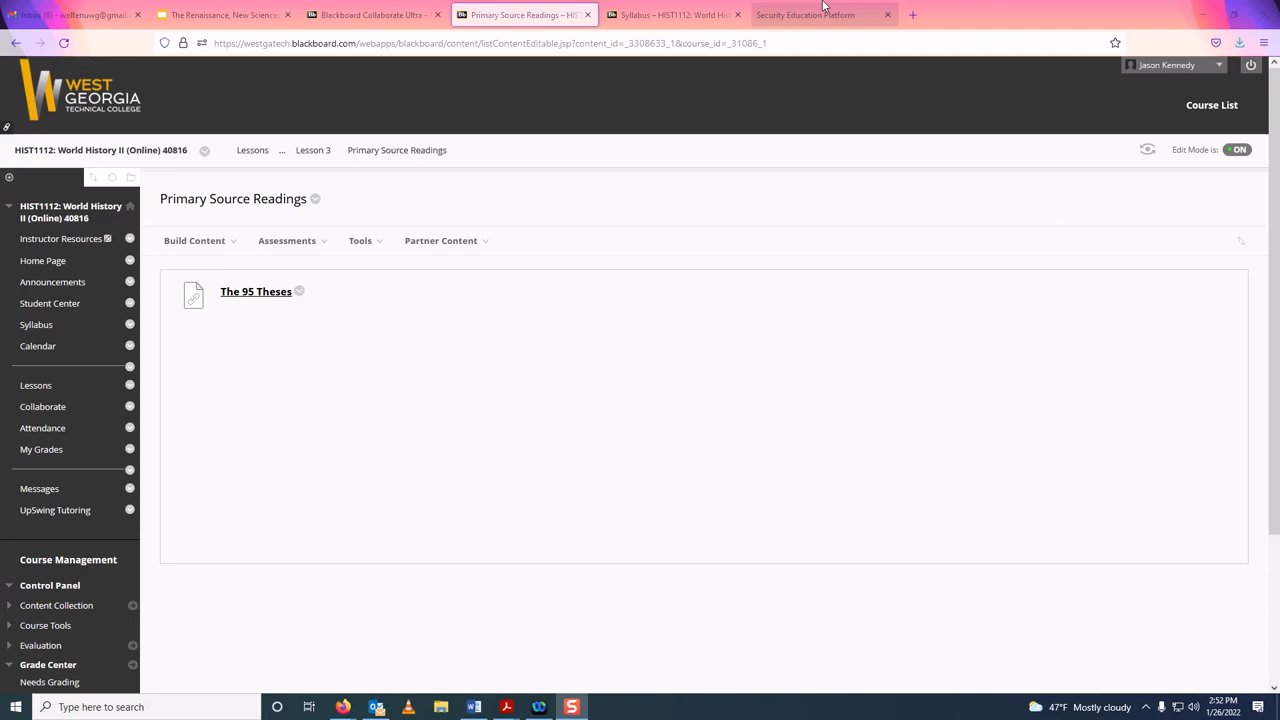 Inbox (6) – wolfenuwg@gmail.
The Renaissance, New Sciences
Blackboard Collaborate Ultra –
Primary Source Readings – HIS
Syllabus – HIST1112: World Hist
Security Education Platform
https://westgatech.blackboard.com/webapps/blackboard/content/listContentEditable.jsp?content_id=_3308633_1&course_id=_31086_1
Jason Kennedy
WEST
GEORGIA
TECHNICAL COLLEGE
Course List
HIST1112: World History II (Online) 40816
Lessons ... Lesson 3 Primary Source Readings
Edit Mode is: ON
HIST1112: World History
II (Online) 40816
Instructor Resources
Home Page
Announcements
Student Center
Syllabus
Calendar
Lessons
Collaborate
Attendance
My Grades
Messages
UpSwing Tutoring
Course Management
Control Panel
Content Collection
Course Tools
Evaluation
Grade Center
Needs Grading
Primary Source Readings
Build Content Assessments Tools Partner Content
The 95 Theses
Type here to search
47°F Mostly cloudy
2:52 PM
1/26/2022